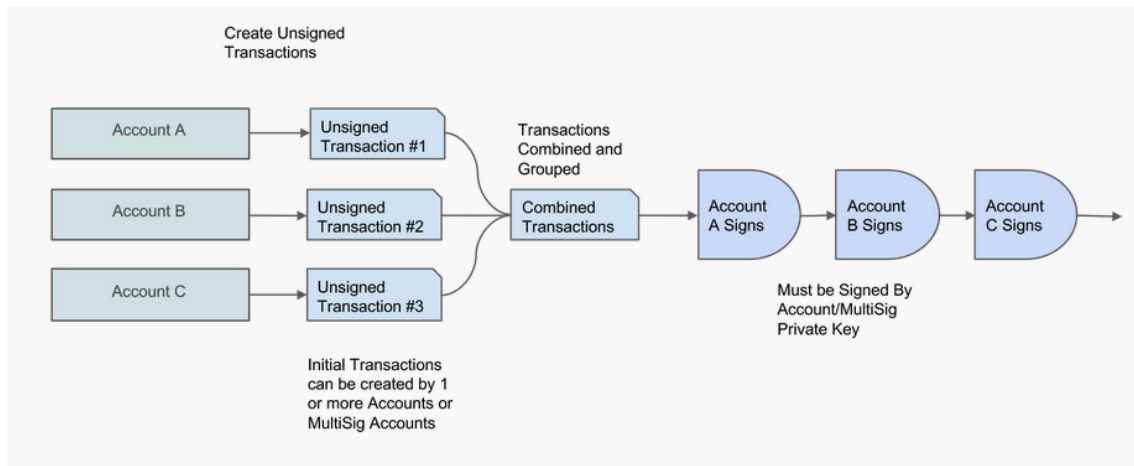 Create Unsigned
Transactions
Account A
Unsigned
Transaction #1
Transactions
Combined and
Grouped
Account B
Unsigned
Transaction #2
Combined
Transactions
Account
A Signs
Account
B Signs
Account
C Signs
Account C
Unsigned
Transaction #3
Must be Signed By
Account/MultiSig
Private Key
Initial Transactions
can be created by 1
or more Accounts or
MultiSig Accounts